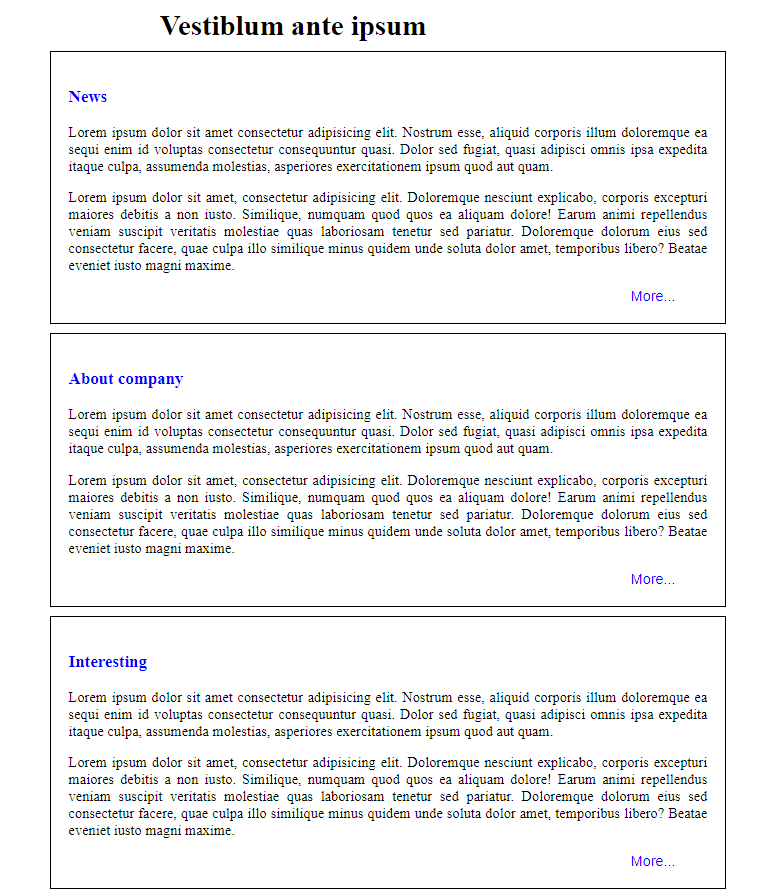 Vestiblum ante ipsum
News
Lorem ipsum dolor sit amet consectetur adipisicing elit. Nostrum esse, aliquid corporis illum doloremque ea
sequi enim id voluptas consectetur consequuntur quasi. Dolor sed fugiat, quasi adipisci omnis ipsa expedita
itaque culpa, assumenda molestias, asperiores exercitationem ipsum quod aut quam.
Lorem ipsum dolor sit amet, consectetur adipisicing elit. Doloremque nesciunt explicabo, corporis excepturi
maiores debitis a non iusto. Similique, numquam quod quos ea aliquam dolore! Earum animi repellendus
veniam suscipit veritatis molestiae quas laboriosam tenetur sed pariatur. Doloremque dolorum eius sed
consectetur facere, quae culpa illo similique minus quidem unde soluta dolor amet, temporibus libero? Beatae
eveniet iusto magni maxime.
More...
About company
Lorem ipsum dolor sit amet consectetur adipisicing elit. Nostrum esse, aliquid corporis illum doloremque ea
sequi enim id voluptas consectetur consequuntur quasi. Dolor sed fugiat, quasi adipisci omnis ipsa expedita
itaque culpa, assumenda molestias, asperiores exercitationem ipsum quod aut quam.
Lorem ipsum dolor sit amet, consectetur adipisicing elit. Doloremque nesciunt explicabo, corporis excepturi
maiores debitis a non iusto. Similique, numquam quod quos ea aliquam dolore! Earum animi repellendus
veniam suscipit veritatis molestiae quas laboriosam tenetur sed pariatur. Doloremque dolorum eius sed
consectetur facere, quae culpa illo similique minus quidem unde soluta dolor amet, temporibus libero? Beatae
eveniet iusto magni maxime.
More...
Interesting
Lorem ipsum dolor sit amet consectetur adipisicing elit. Nostrum esse, aliquid corporis illum doloremque ea
sequi enim id voluptas consectetur consequuntur quasi. Dolor sed fugiat, quasi adipisci omnis ipsa expedita
itaque culpa, assumenda molestias, asperiores exercitationem ipsum quod aut quam.
Lorem ipsum dolor sit amet, consectetur adipisicing elit. Doloremque nesciunt explicabo, corporis excepturi
maiores debitis a non iusto. Similique, numquam quod quos ea aliquam dolore! Earum animi repellendus
veniam suscipit veritatis molestiae quas laboriosam tenetur sed pariatur. Doloremque dolorum eius sed
consectetur facere, quae culpa illo similique minus quidem unde soluta dolor amet, temporibus libero? Beatae
eveniet iusto magni maxime.
More...